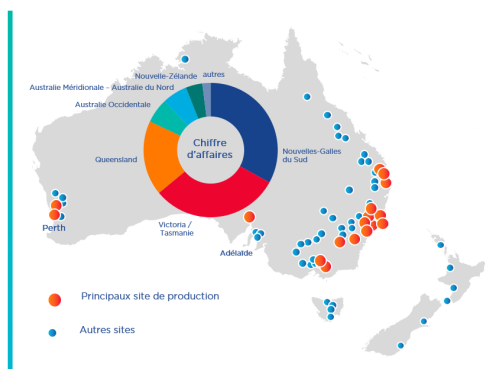 Nouvelle-Zélande
autres
Australie Méridionale – Australie du Nord
Australie Occidentale
Chiffre
d'affaires
Nouvelles-Galles
du Sud
Queensland
Victoria /
Tasmanie
Perth
Adélaïde
Principaux site de production
Autres sites